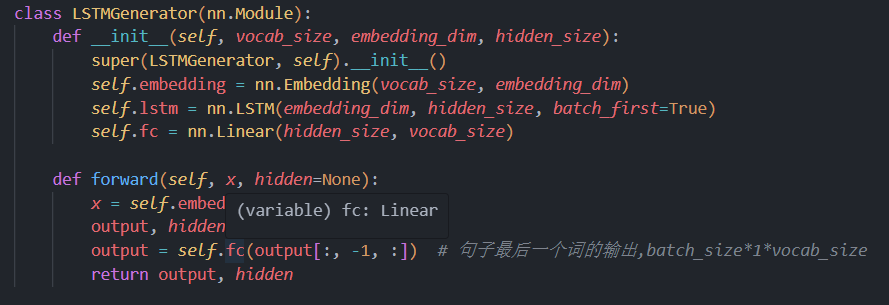 class LSTMGenerator(nn.Module):
    def __init__(self, vocab_size, embedding_dim, hidden_size):
        super(LSTMGenerator, self).__init__()
        self.embedding = nn.Embedding(vocab_size, embedding_dim)
        self.lstm = nn.LSTM(embedding_dim, hidden_size, batch_first=True)
        self.fc = nn.Linear(hidden_size, vocab_size)
    def forward(self, x, hidden=None):
        x = self.embed
(variable) fc: Linear
        output, hidden
        output = self.fc(output[:, -1, :])  # 句子最后一个词的输出,batch_size*1*vocab_size
        return output, hidden